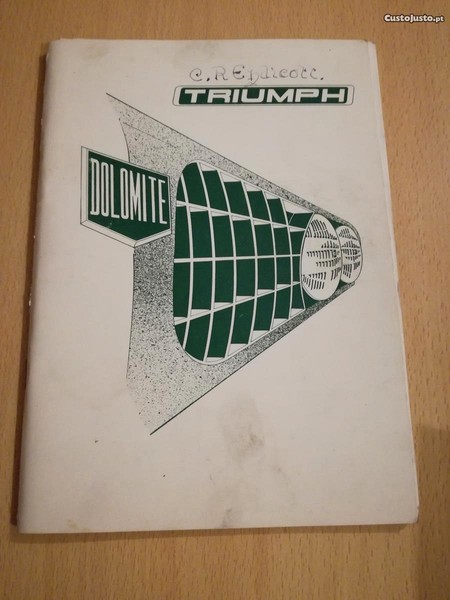 CustoJusto.pt
C. R Endicott.
TRIUMPH
DOLOMITE